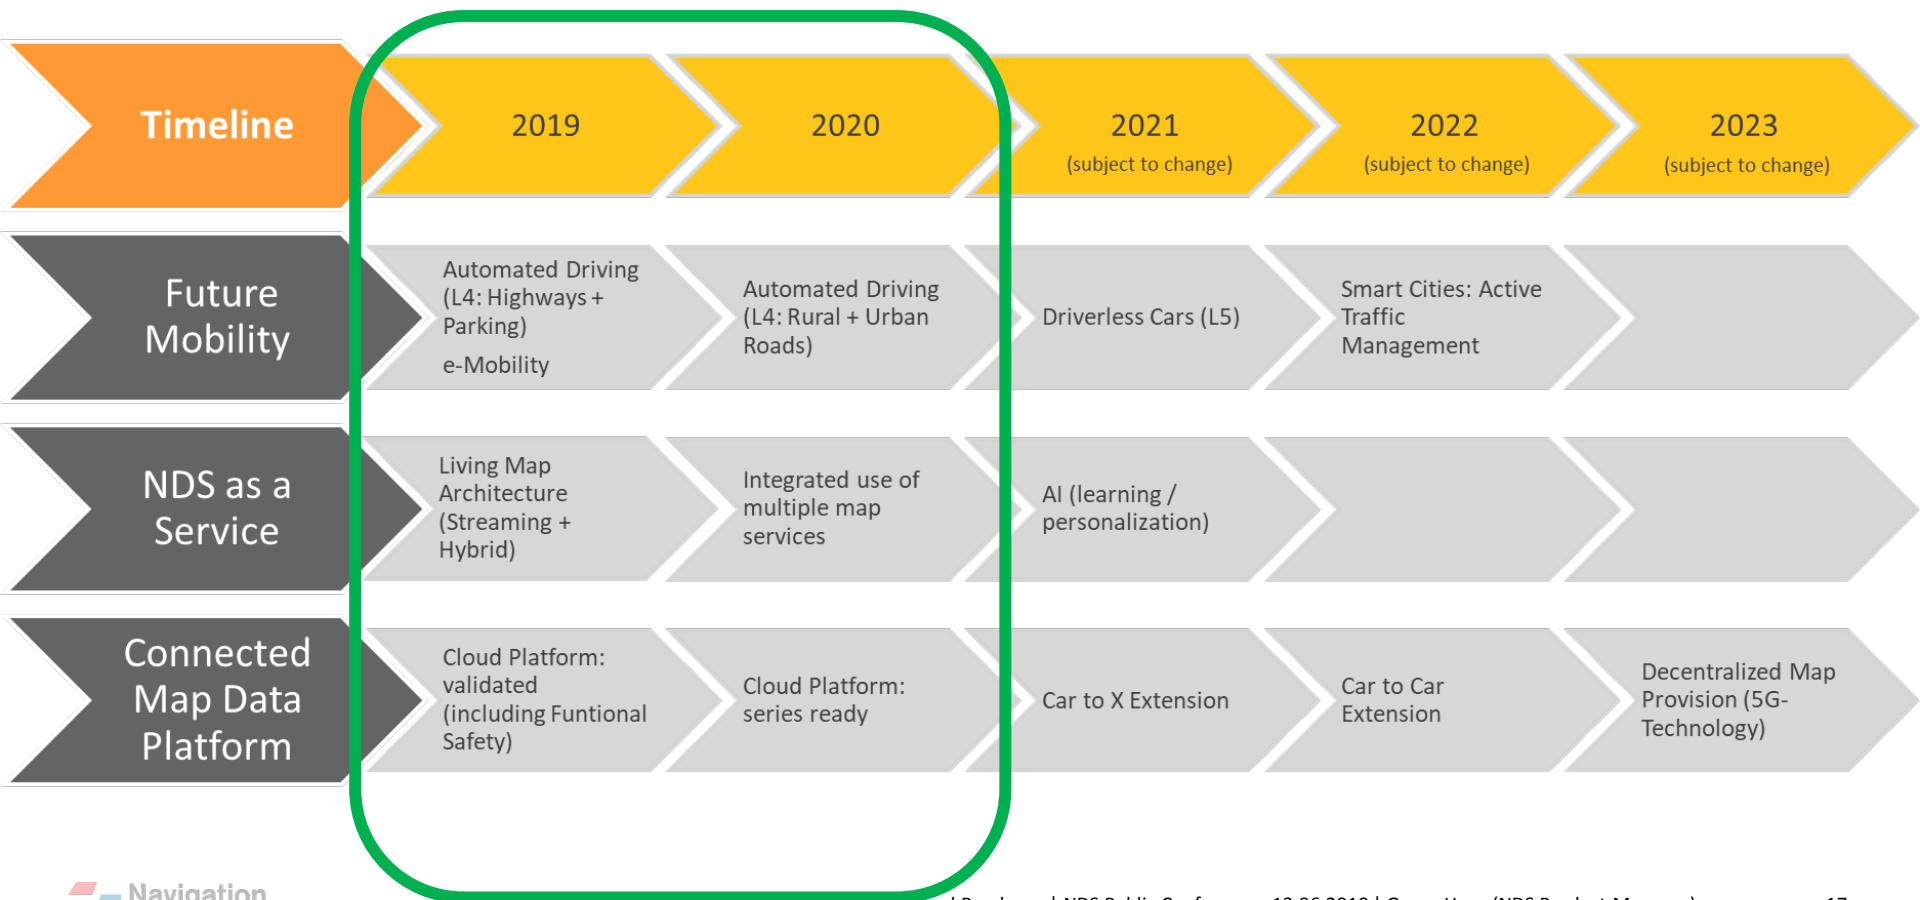 Timeline
2019
2020
2021
(subject to change)
2022
(subject to change)
2023
(subject to change)
Future
Mobility
Automated Driving
(L4: Highways +
Parking)
e-Mobility
Automated Driving
(L4: Rural + Urban
Roads)
Driverless Cars (L5)
Smart Cities: Active
Traffic
Management
NDS as a
Service
Living Map
Architecture
(Streaming +
Hybrid)
Integrated use of
multiple map
services
AI (learning /
personalization)
Connected
Map Data
Platform
Cloud Platform:
validated
(including Funtional
Safety)
Cloud Platform:
series ready
Car to X Extension
Car to Car
Extension
Decentralized Map
Provision (5G-
Technology)
Navigation